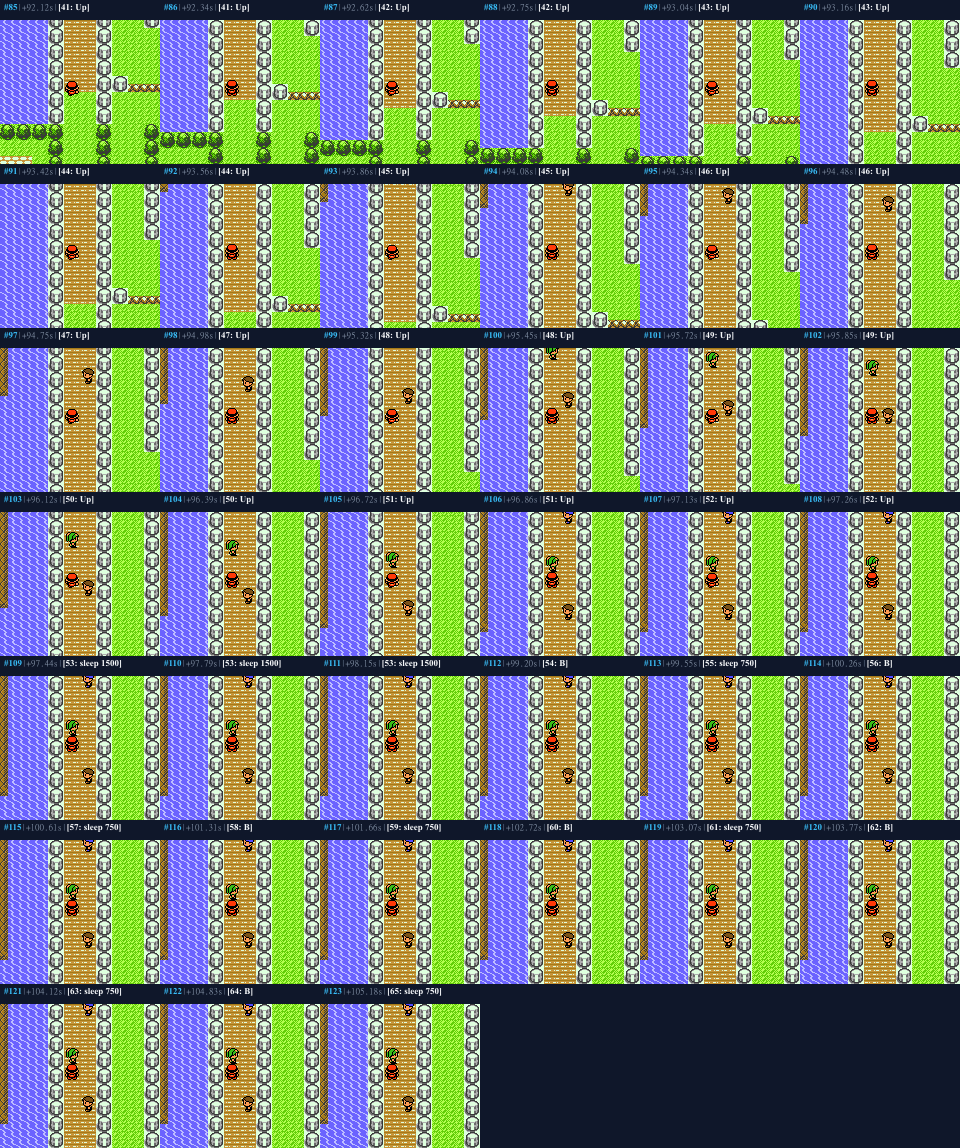 #85|+92.12s|[41: Up] #86|+92.34s|[41: Up] #87|+92.62s|[42: Up] #88|+92.75s|[42: Up] #89|+93.04s|[43: Up] #90|+93.16s|[43: Up]
#91|+93.42s|[44: Up] #92|+93.56s|[44: Up] #93|+93.86s|[45: Up] #94|+94.08s|[45: Up] #95|+94.34s|[46: Up] #96|+94.48s|[46: Up]
#97|+94.75s|[47: Up] #98|+94.98s|[47: Up] #99|+95.32s|[48: Up] #100|+95.45s|[48: Up] #101|+95.72s|[49: Up] #102|+95.85s|[49: Up]
#103|+96.12s|[50: Up] #104|+96.39s|[50: Up] #105|+96.72s|[51: Up] #106|+96.86s|[51: Up] #107|+97.13s|[52: Up] #108|+97.26s|[52: Up]
#109|+97.44s|[53: sleep 1500] #110|+97.79s|[53: sleep 1500] #111|+98.15s|[53: sleep 1500] #112|+99.20s|[54: B] #113|+99.55s|[55: sleep 750] #114|+100.26s|[56: B]
#115|+100.61s|[57: sleep 750] #116|+101.31s|[58: B] #117|+101.66s|[59: sleep 750] #118|+102.72s|[60: B] #119|+103.07s|[61: sleep 750] #120|+103.77s|[62: B]
#121|+104.12s|[63: sleep 750] #122|+104.83s|[64: B] #123|+105.18s|[65: sleep 750]